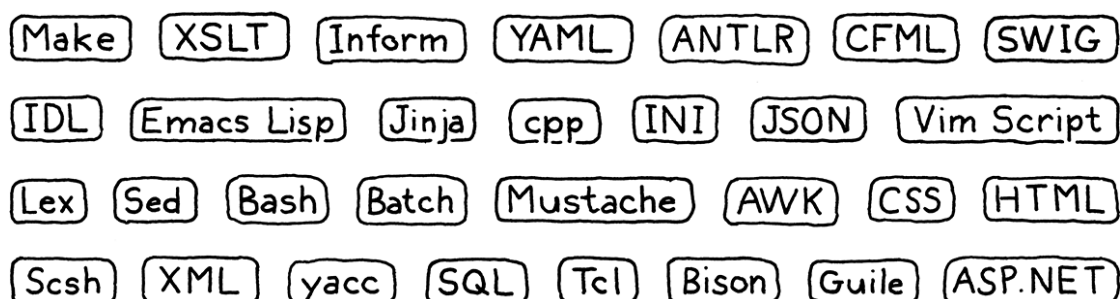 Make XSLT Inform YAML ANTLR CFML SWIG
IDL Emacs Lisp Jinja cpp INI JSON Vim Script
Lex Sed Bash Batch Mustache AWK CSS HTML
Scsh XML yacc SQL Tcl Bison Guile ASP.NET